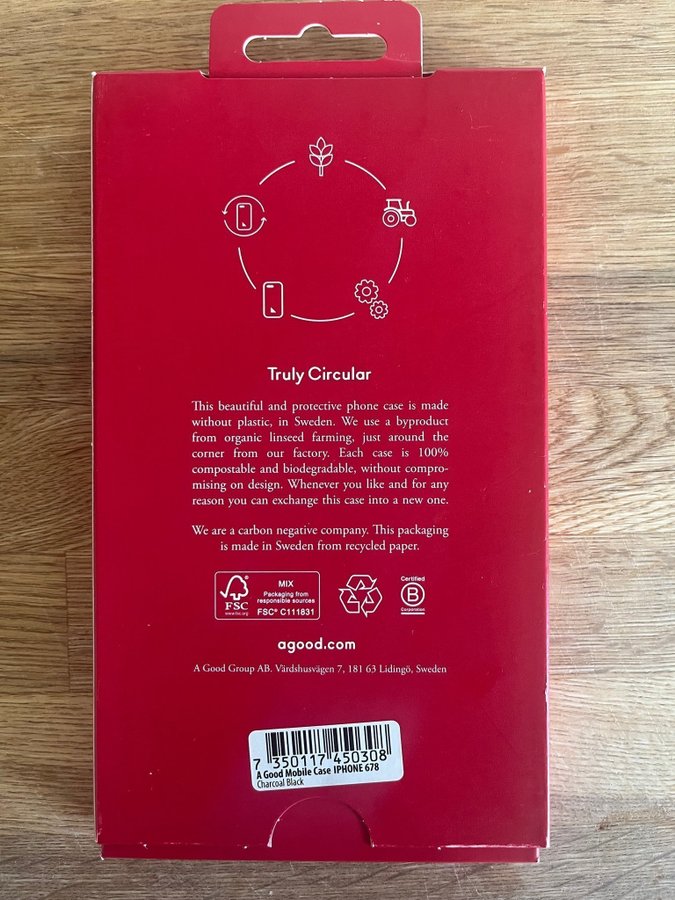 Truly Circular
This beautiful and protective phone case is made
without plastic, in Sweden. We use a byproduct
from organic linseed farming, just around the
corner from our factory. Each case is 100%
compostable and biodegradable, without compro-
mising on design. Whenever you like and for any
reason you can exchange this case into a new one.
We are a carbon negative company. This packaging
is made in Sweden from recycled paper.
FSC
www.fsc.org
MIX
Packaging from
responsible sources
FSC® C111831
Certified
B
Corporation
agood.com
A Good Group AB. Värdshusvägen 7, 181 63 Lidingö, Sweden
7 350117 450308
A Good Mobile Case IPHONE 678
Charcoal Black